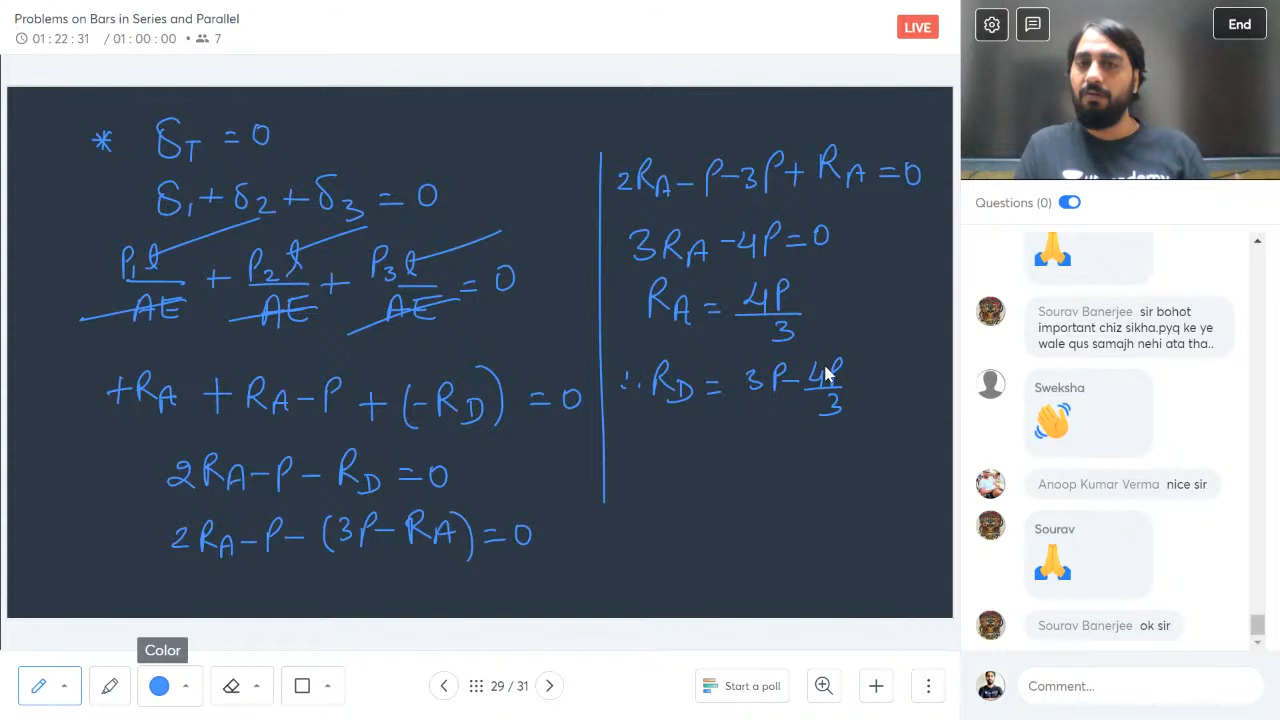 Problems on Bars in Series and Parallel
01 : 22 : 31 / 01 : 00 : 00 • 7
LIVE
End
* δT = 0
δ1 + δ2 + δ3 = 0
P1l/AE + P2l/AE + P3l/AE = 0
+RA + RA - P + (-RD) = 0
2RA - P - RD = 0
2RA - P - (3P - RA) = 0
2RA - P - 3P + RA = 0
3RA - 4P = 0
RA = 4P/3
∴ RD = 3P - 4P/3
Questions (0)
Sourav Banerjee sir bohot
important chiz sikha.pyq ke ye
wale qus samajh nehi ata tha..
Sweksha
Anoop Kumar Verma nice sir
Sourav
Sourav Banerjee ok sir
Color
29 / 31
Start a poll
Comment...